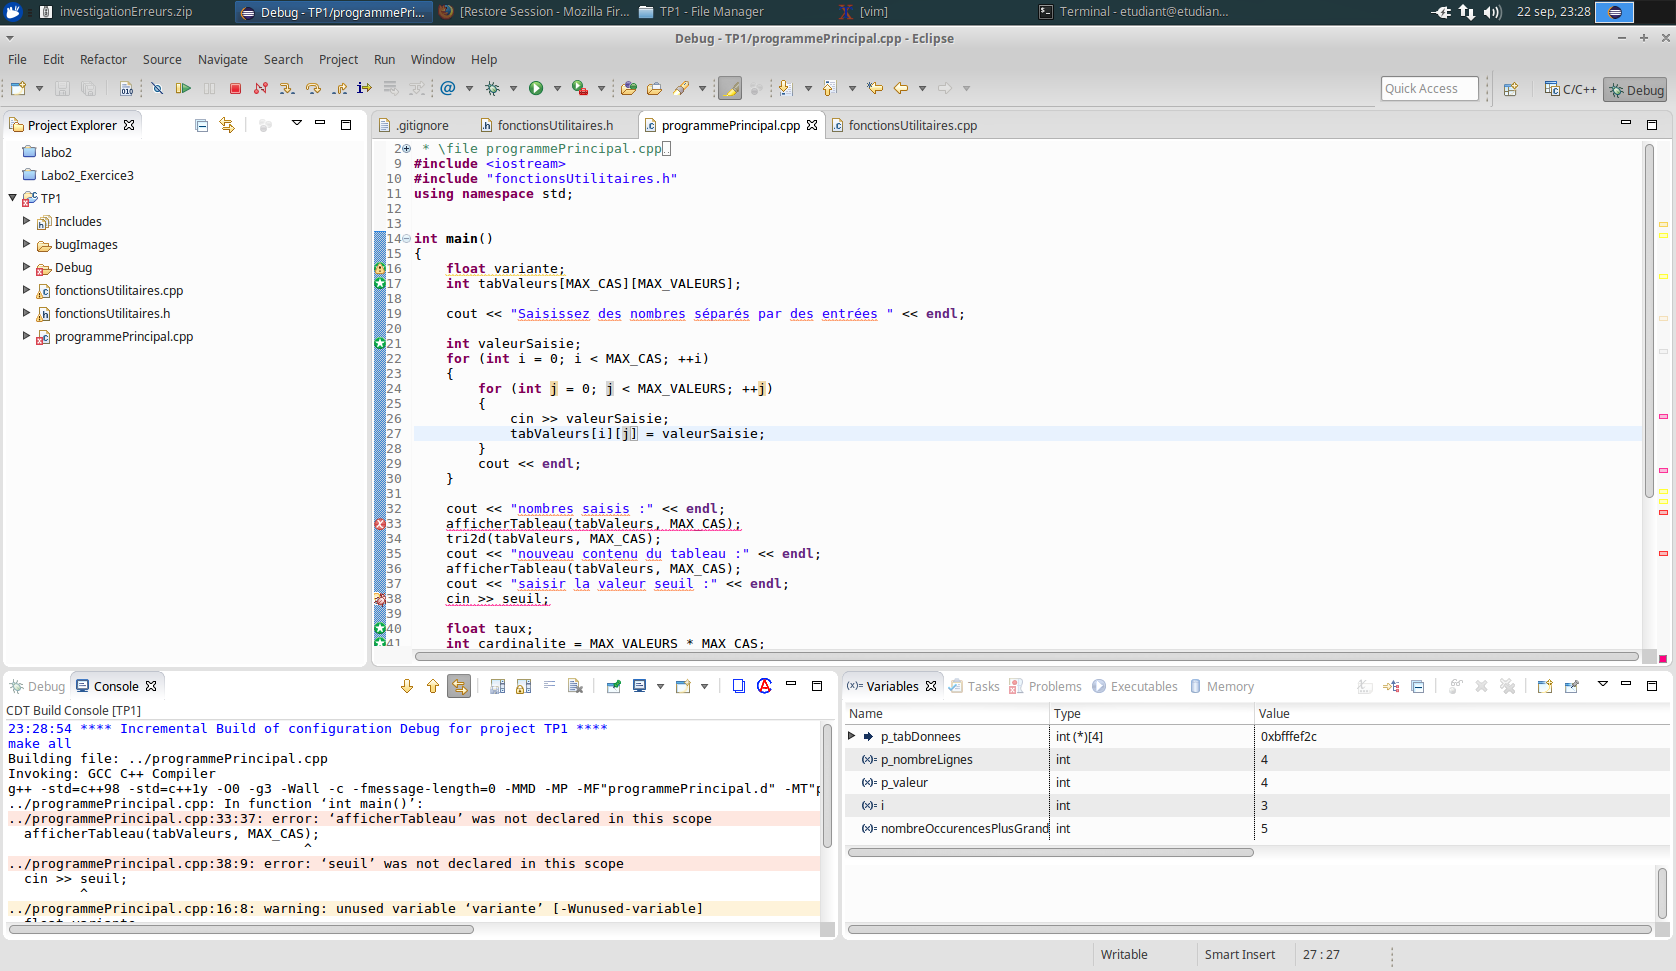 investigationErreurs.zip
Debug - TP1/programmePri...
[Restore Session - Mozilla Fir...
TP1 - File Manager
[vim]
Terminal - etudiant@etudian...
22 sep, 23:28
Debug - TP1/programmePrincipal.cpp - Eclipse
File Edit Refactor Source Navigate Search Project Run Window Help
Quick Access
C/C++
Debug
Project Explorer
labo2
Labo2_Exercice3
TP1
Includes
bugImages
Debug
fonctionsUtilitaires.cpp
fonctionsUtilitaires.h
programmePrincipal.cpp
.gitignore
fonctionsUtilitaires.h
programmePrincipal.cpp
fonctionsUtilitaires.cpp
2 * \file programmePrincipal.cpp
9 #include <iostream>
10 #include "fonctionsUtilitaires.h"
11 using namespace std;
12
13
14 int main()
15 {
16 float variante;
17 int tabValeurs[MAX_CAS][MAX_VALEURS];
18
19 cout << "Saisissez des nombres séparés par des entrées " << endl;
20
21 int valeurSaisie;
22 for (int i = 0; i < MAX_CAS; ++i)
23 {
24 for (int j = 0; j < MAX_VALEURS; ++j)
25 {
26 cin >> valeurSaisie;
27 tabValeurs[i][j] = valeurSaisie;
28 }
29 cout << endl;
30 }
31
32 cout << "nombres saisis :" << endl;
33 afficherTableau(tabValeurs, MAX_CAS);
34 tri2d(tabValeurs, MAX_CAS);
35 cout << "nouveau contenu du tableau :" << endl;
36 afficherTableau(tabValeurs, MAX_CAS);
37 cout << "saisir la valeur seuil :" << endl;
38 cin >> seuil;
39
40 float taux;
41 int cardinalite = MAX_VALEURS * MAX_CAS;
Debug
Console
CDT Build Console [TP1]
23:28:54 **** Incremental Build of configuration Debug for project TP1 ****
make all
Building file: ../programmePrincipal.cpp
Invoking: GCC C++ Compiler
g++ -std=c++98 -std=c++1y -O0 -g3 -Wall -c -fmessage-length=0 -MMD -MP -MF"programmePrincipal.d" -MT"p
../programmePrincipal.cpp: In function ‘int main()’:
../programmePrincipal.cpp:33:37: error: ‘afficherTableau’ was not declared in this scope
afficherTableau(tabValeurs, MAX_CAS);
^
../programmePrincipal.cpp:38:9: error: ‘seuil’ was not declared in this scope
cin >> seuil;
^
../programmePrincipal.cpp:16:8: warning: unused variable ‘variante’ [-Wunused-variable]
Variables
Tasks
Problems
Executables
Memory
Name Type Value
p_tabDonnees int (*)[4] 0xbfffef2c
p_nombreLignes int 4
p_valeur int 4
i int 3
nombreOccurencesPlusGrand int 5
Writable
Smart Insert
27 : 27